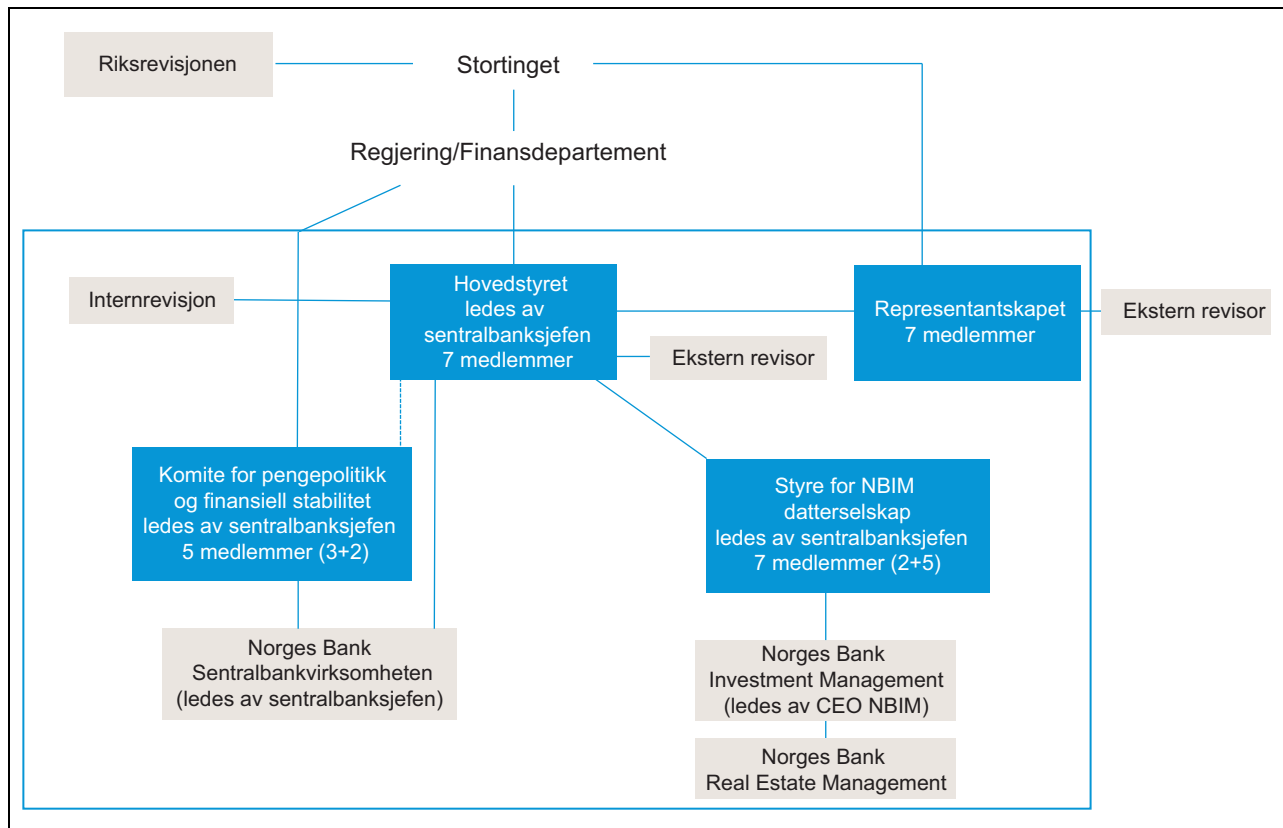 Riksrevisjonen
Stortinget
Regjering/Finansdepartement
Internrevisjon
Hovedstyret
ledes av
sentralbanksjefen
7 medlemmer
Representantskapet
7 medlemmer
Ekstern revisor
Ekstern revisor
Komite for pengepolitikk
og finansiell stabilitet
ledes av sentralbanksjefen
5 medlemmer (3+2)
Styre for NBIM
datterselskap
ledes av sentralbanksjefen
7 medlemmer (2+5)
Norges Bank
Sentralbankvirksomheten
(ledes av sentralbanksjefen)
Norges Bank
Investment Management
(ledes av CEO NBIM)
Norges Bank
Real Estate Management